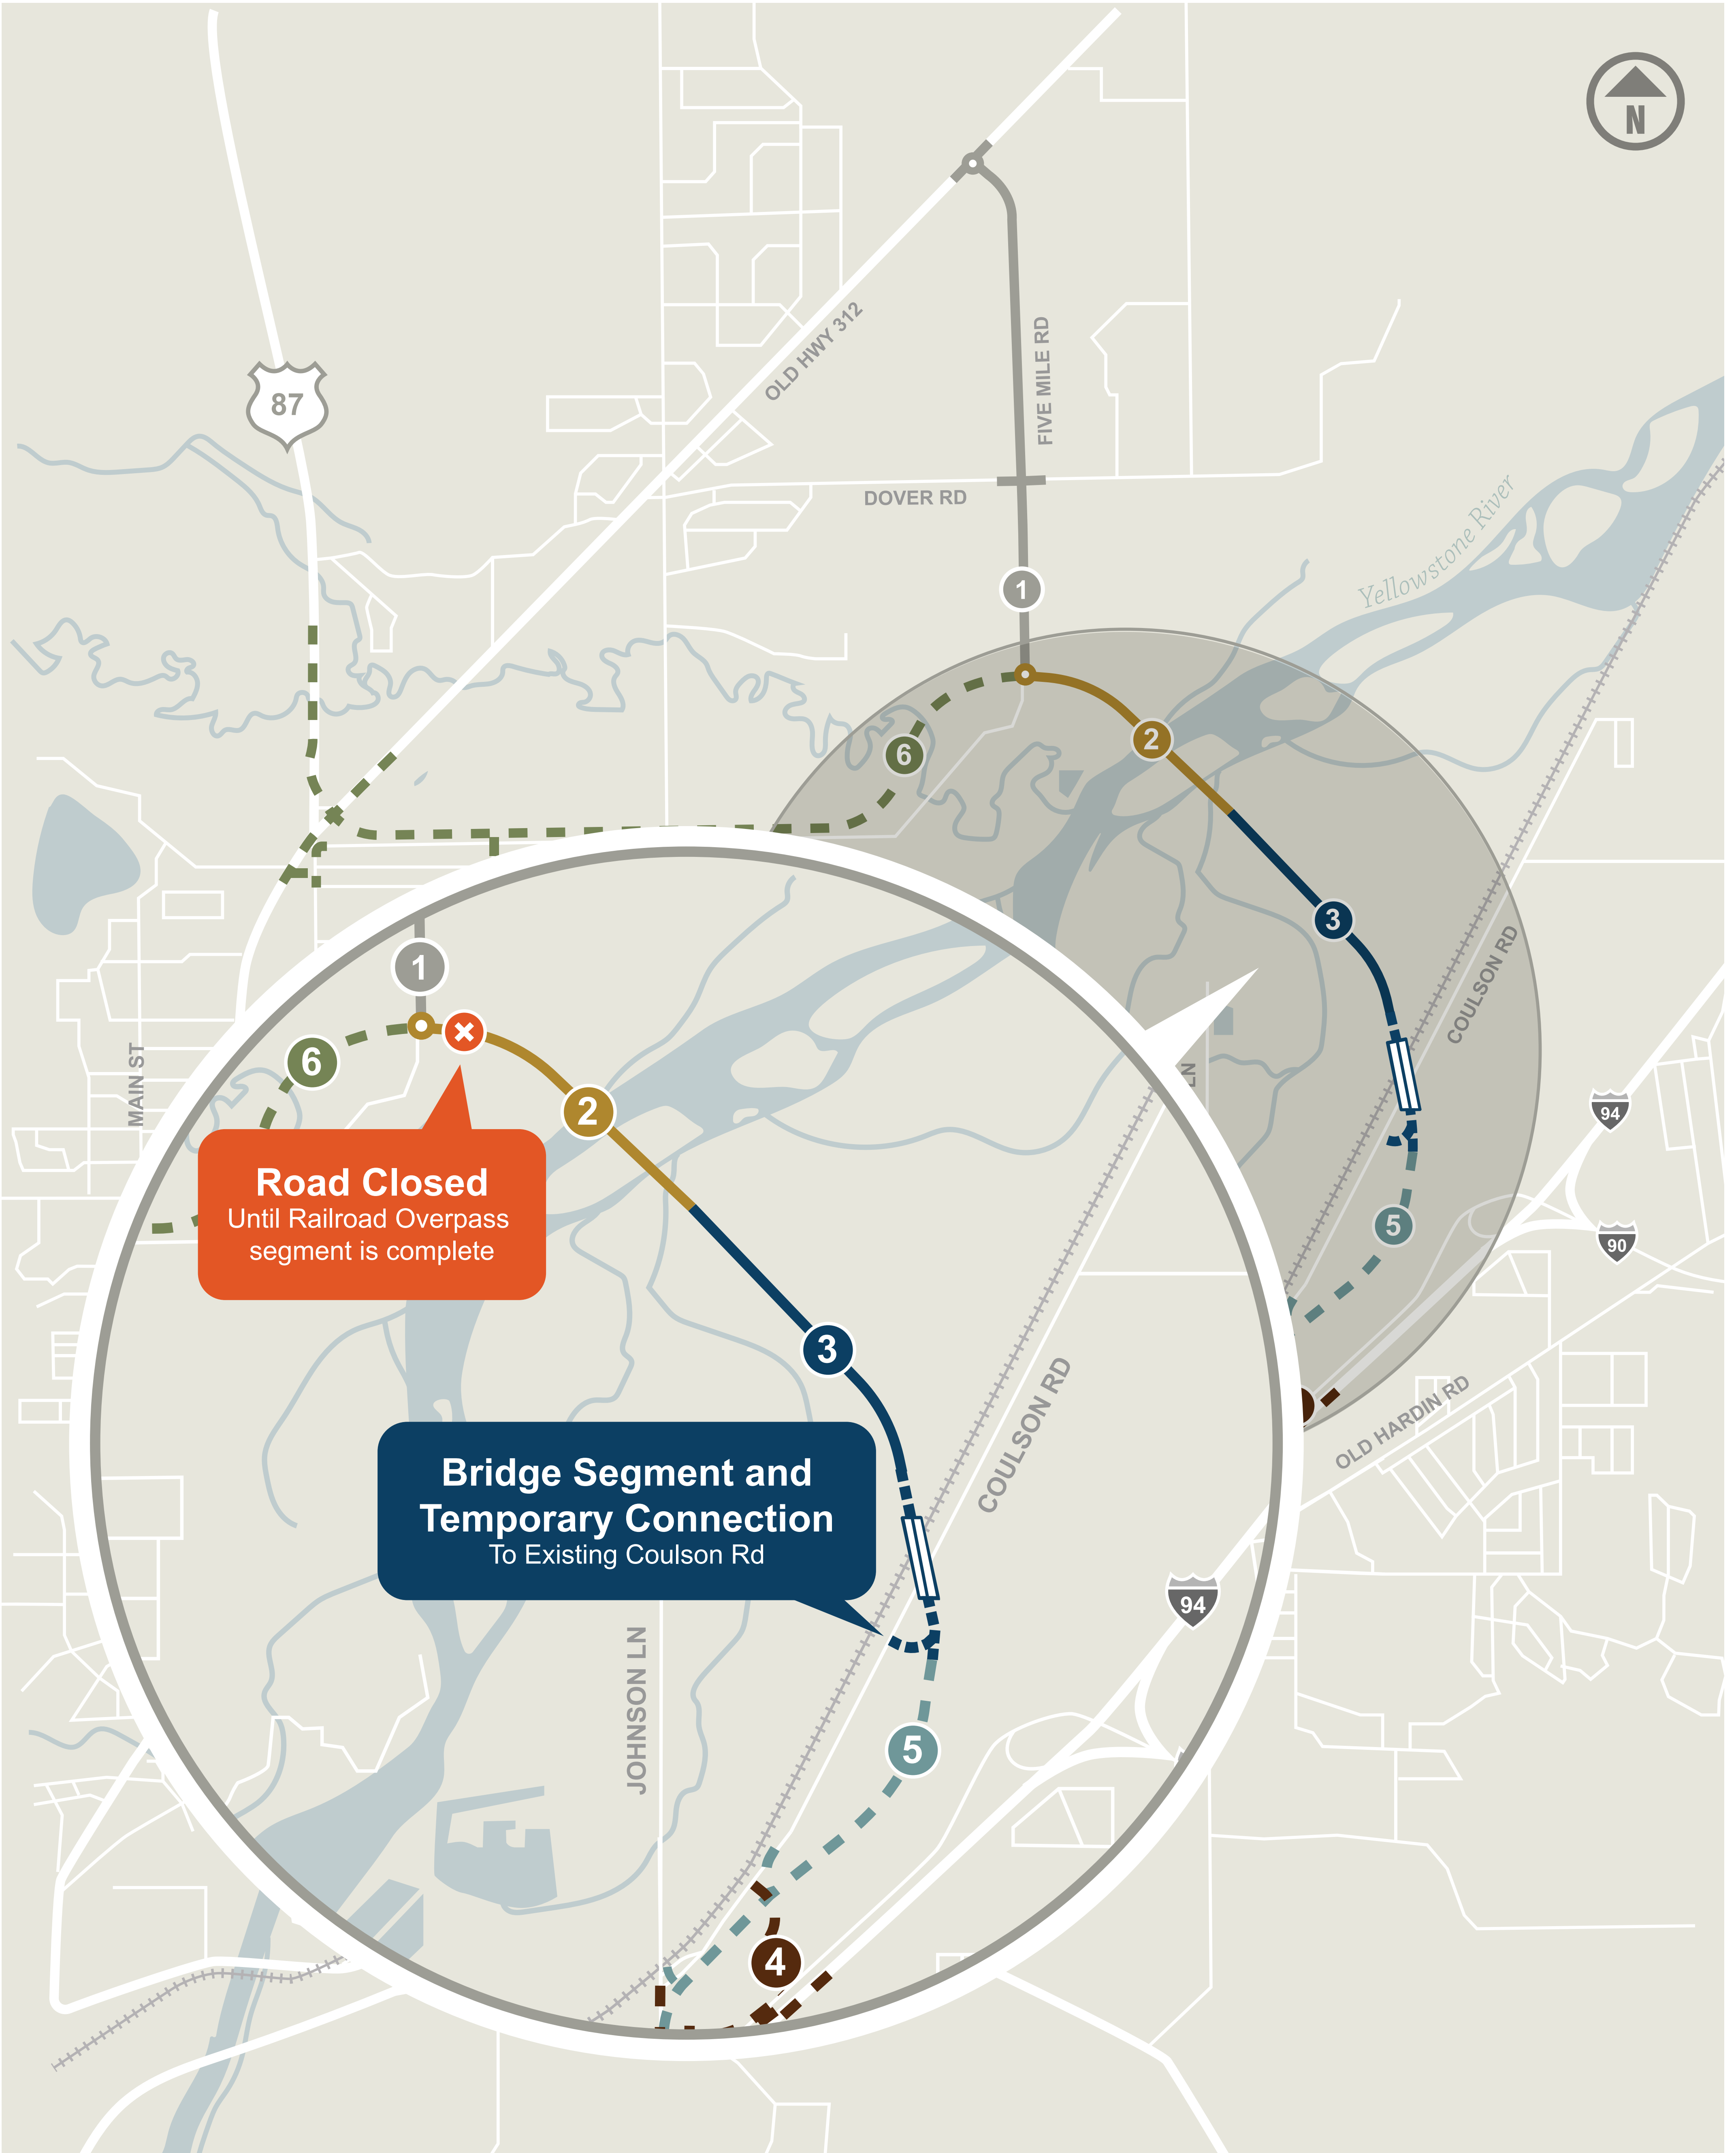 N
OLD HWY 312
FIVE MILE RD
87
DOVER RD
Yellowstone River
1
6
2
3
COULSON RD
LN
94
90
5
OLD HARDIN RD
MAIN ST
1
6
2
Road Closed
Until Railroad Overpass
segment is complete
3
COULSON RD
Bridge Segment and
Temporary Connection
To Existing Coulson Rd
94
JOHNSON LN
5
4